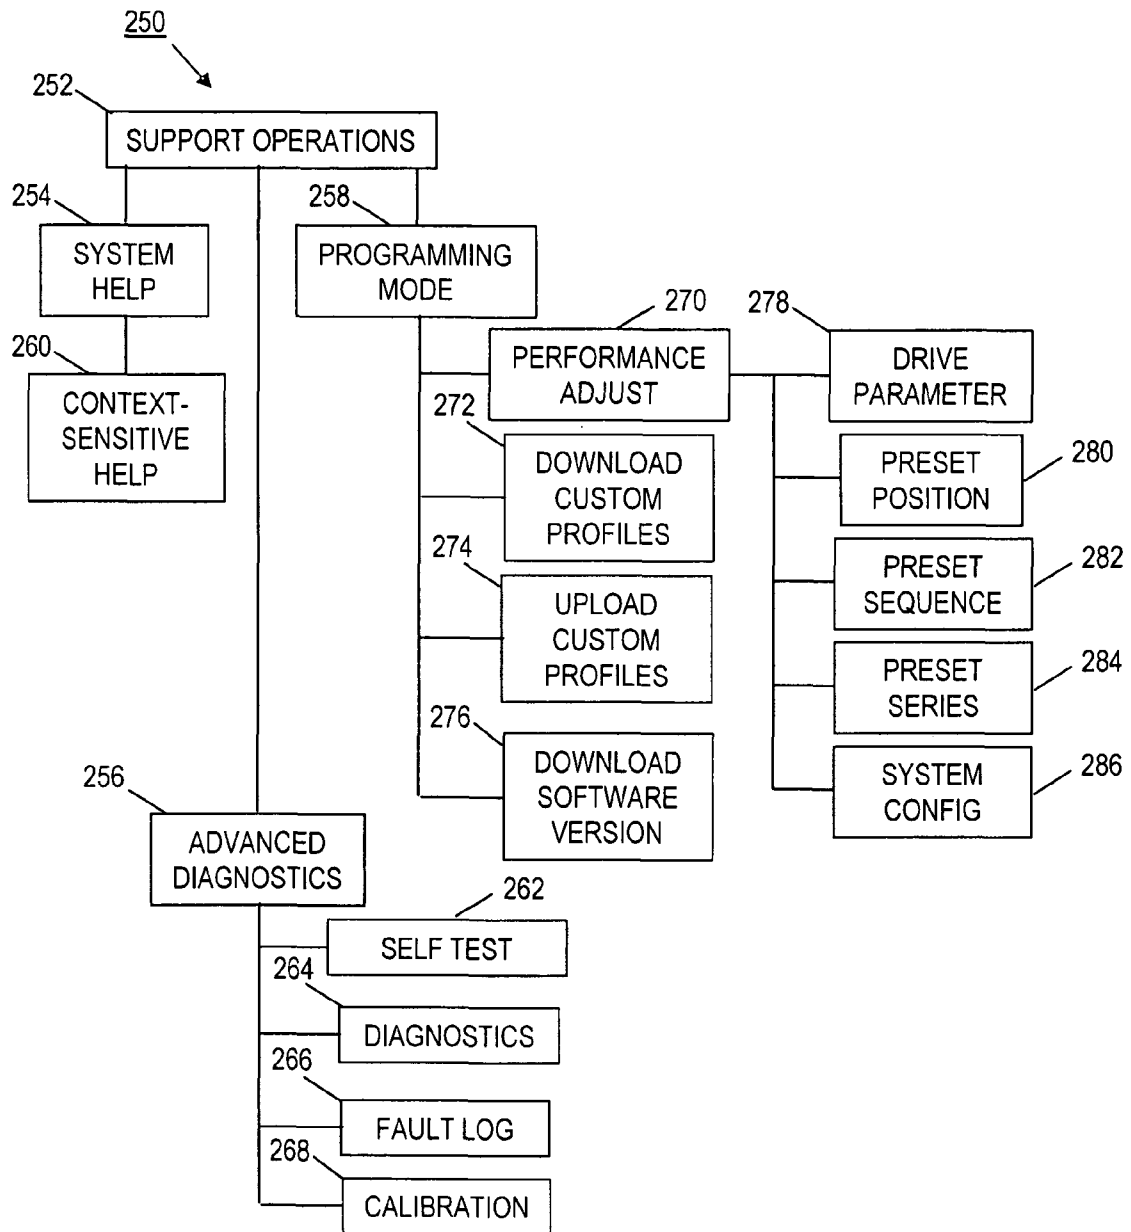 250
252
SUPPORT OPERATIONS
254
SYSTEM
HELP
258
PROGRAMMING
MODE
260
CONTEXT-
SENSITIVE
HELP
270
PERFORMANCE
ADJUST
278
DRIVE
PARAMETER
272
DOWNLOAD
CUSTOM
PROFILES
280
PRESET
POSITION
274
UPLOAD
CUSTOM
PROFILES
282
PRESET
SEQUENCE
284
PRESET
SERIES
276
DOWNLOAD
SOFTWARE
VERSION
286
SYSTEM
CONFIG
256
ADVANCED
DIAGNOSTICS
262
SELF TEST
264
DIAGNOSTICS
266
FAULT LOG
268
CALIBRATION